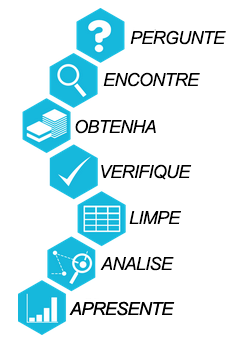 PERGUNTE
ENCONTRE
OBTENHA
VERIFIQUE
LIMPE
ANALISE
APRESENTE